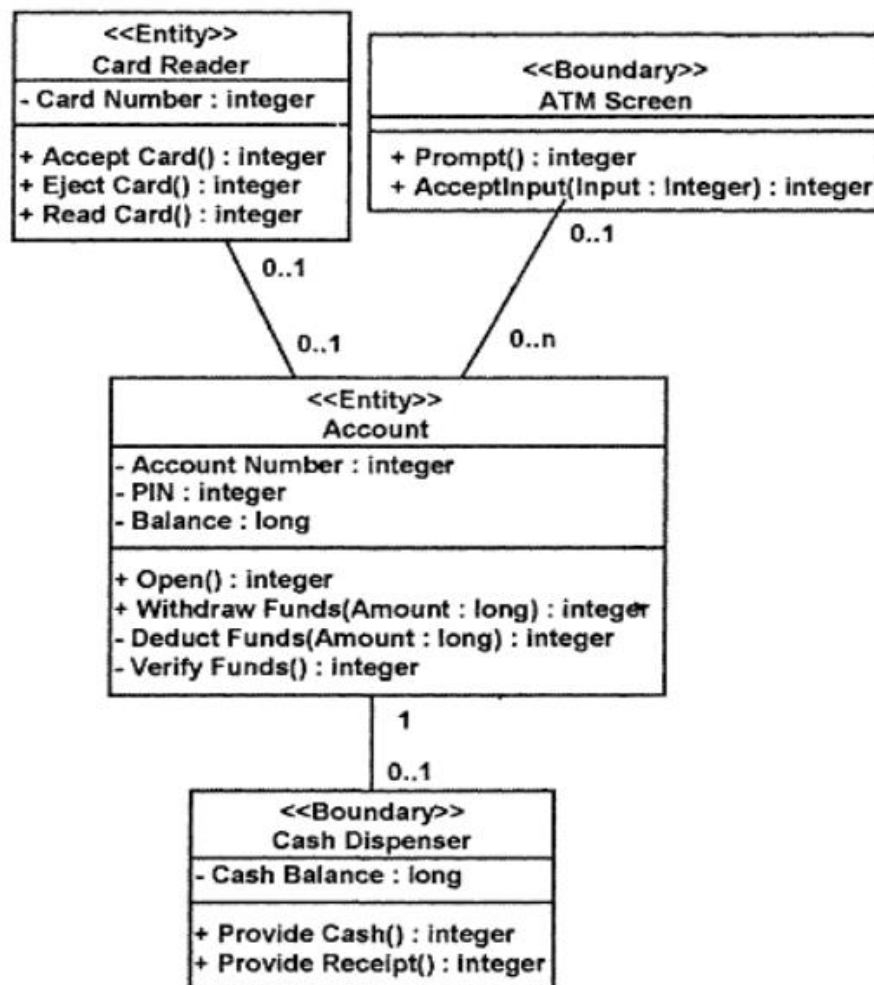 <<Entity>>
Card Reader
- Card Number : integer
+ Accept Card() : integer
+ Eject Card() : integer
+ Read Card() : integer
<<Boundary>>
ATM Screen
+ Prompt() : integer
+ AcceptInput(Input : Integer) : integer
0..1
0..1
0..1
0..n
<<Entity>>
Account
- Account Number : integer
- PIN : integer
- Balance : long
+ Open() : integer
+ Withdraw Funds(Amount : long) : integer
- Deduct Funds(Amount : long) : integer
- Verify Funds() : integer
1
0..1
<<Boundary>>
Cash Dispenser
- Cash Balance : long
+ Provide Cash() : integer
+ Provide Receipt() : integer